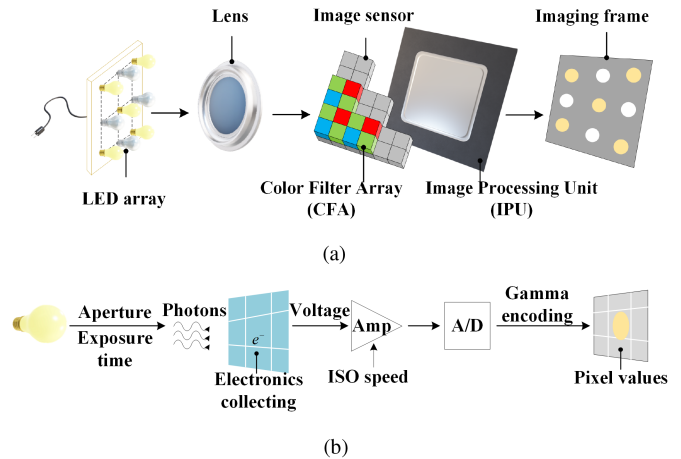 Lens
Image sensor
Imaging frame
LED array
Color Filter Array
(CFA)
Image Processing Unit
(IPU)
(a)
Aperture
Exposure
time
Photons
e⁻
Electronics
collecting
Voltage
Amp
ISO speed
A/D
Gamma
encoding
Pixel values
(b)